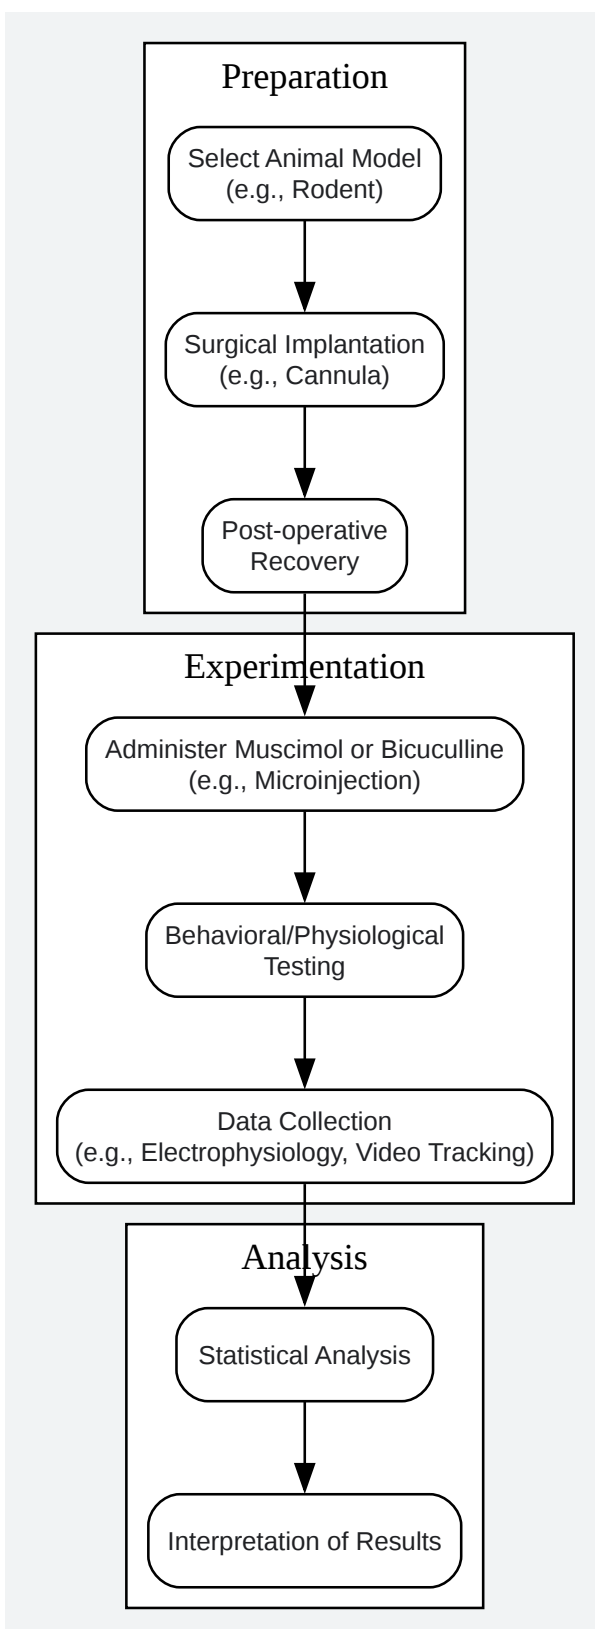 Preparation
Select Animal Model
(e.g., Rodent)
Surgical Implantation
(e.g., Cannula)
Post-operative
Recovery
Experimentation
Administer Muscimol or Bicuculline
(e.g., Microinjection)
Behavioral/Physiological
Testing
Data Collection
(e.g., Electrophysiology, Video Tracking)
Analysis
Statistical Analysis
Interpretation of Results